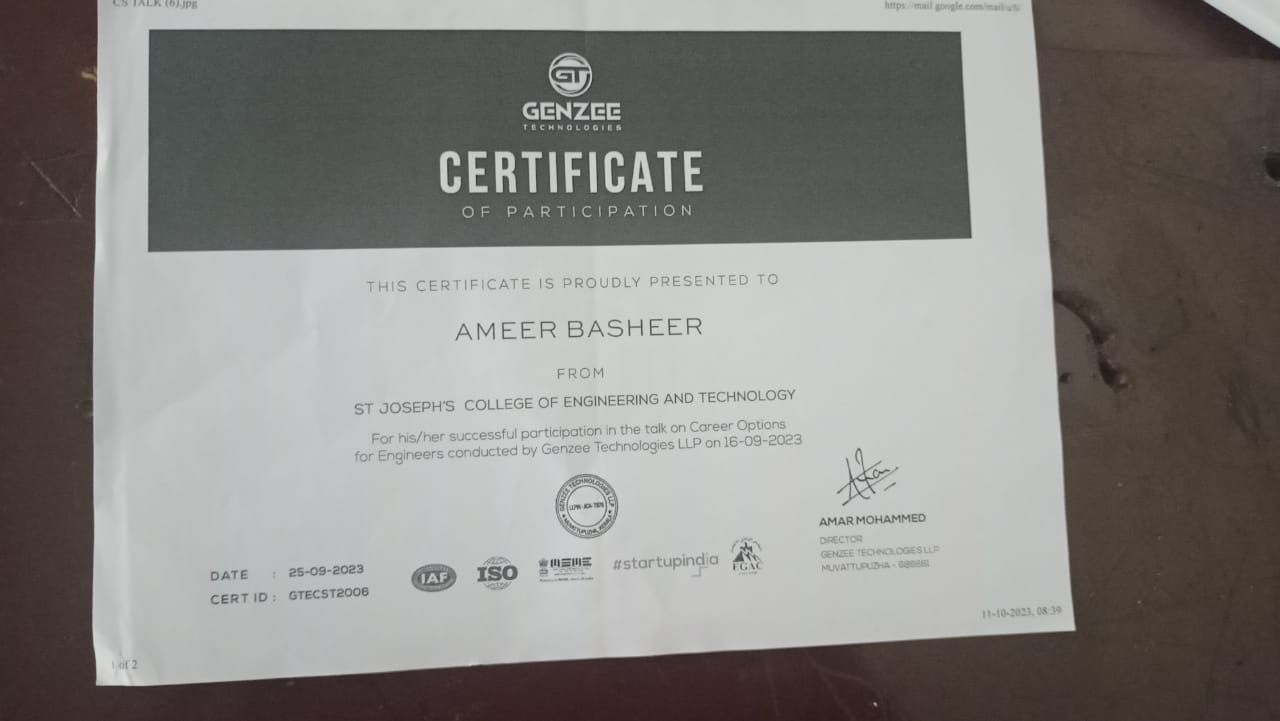 CS TALK (6).jpg
https://mail.google.com/mail/u/0/
GT
GENZEE
TECHNOLOGIES
CERTIFICATE
OF PARTICIPATION
THIS CERTIFICATE IS PROUDLY PRESENTED TO
AMEER BASHEER
FROM
ST JOSEPH'S COLLEGE OF ENGINEERING AND TECHNOLOGY
For his/her successful participation in the talk on Career Options
for Engineers conducted by Genzee Technologies LLP on 16-09-2023
GENZEE TECHNOLOGIES LLP
MUVATTUPUZHA, KERALA
AMAR MOHAMMED
DIRECTOR
GENZEE TECHNOLOGIES LLP
MUVATTUPUZHA - 686661
DATE : 25-09-2023
CERT ID : GTECST2006
IAF
ISO
MSME
#startupindia
EGAC
11-10-2023, 08:39
1 of 2